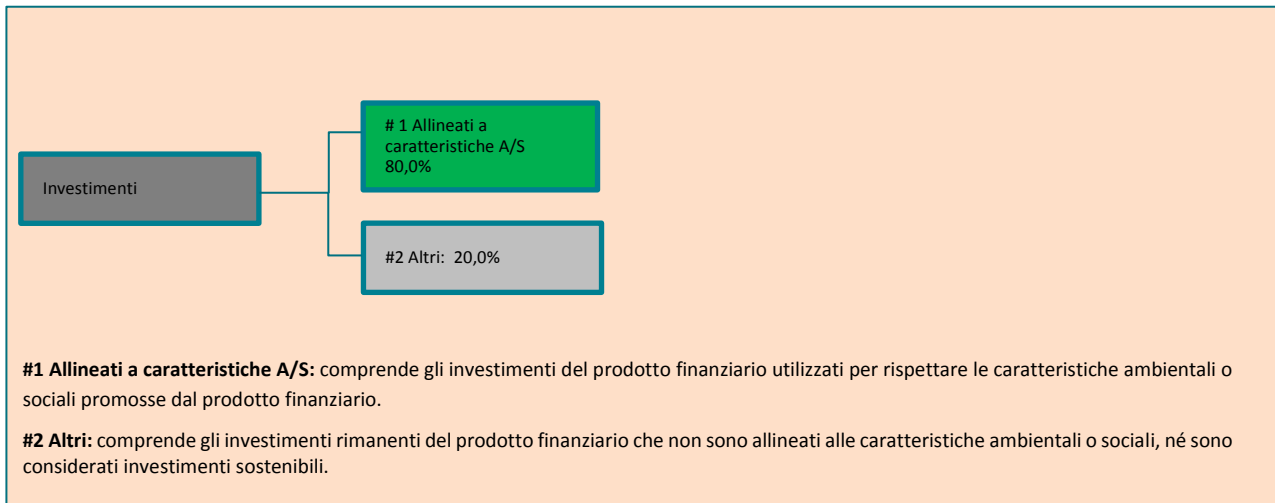 # 1 Allineati a
caratteristiche A/S
80,0%
Investimenti
#2 Altri: 20,0%
#1 Allineati a caratteristiche A/S: comprende gli investimenti del prodotto finanziario utilizzati per rispettare le caratteristiche ambientali o
sociali promosse dal prodotto finanziario.
#2 Altri: comprende gli investimenti rimanenti del prodotto finanziario che non sono allineati alle caratteristiche ambientali o sociali, né sono
considerati investimenti sostenibili.